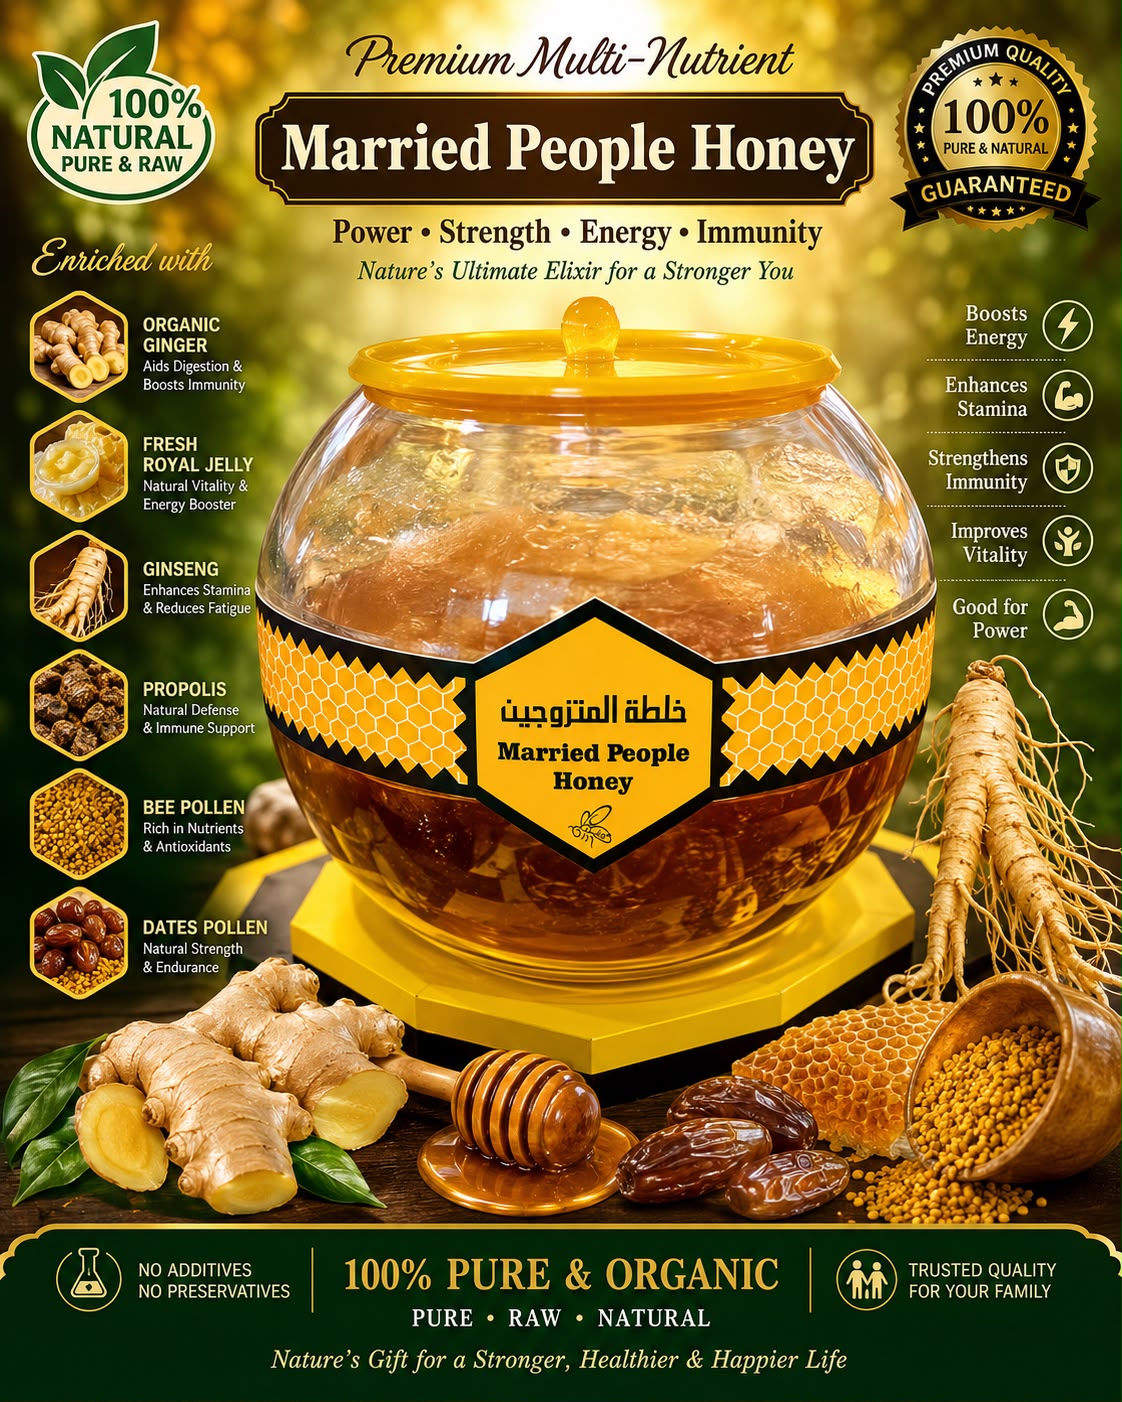 Premium Multi-Nutrient
100%
NATURAL
PURE & RAW
Married People Honey
PREMIUM QUALITY
100%
PURE & NATURAL
GUARANTEED
Power • Strength • Energy • Immunity
Nature's Ultimate Elixir for a Stronger You
Enriched with
ORGANIC
GINGER
Aids Digestion &
Boosts Immunity
FRESH
ROYAL JELLY
Natural Vitality &
Energy Booster
GINSENG
Enhances Stamina
& Reduces Fatigue
PROPOLIS
Natural Defense
& Immune Support
BEE POLLEN
Rich in Nutrients
& Antioxidants
DATES POLLEN
Natural Strength
& Endurance
Boosts
Energy
Enhances
Stamina
Strengthens
Immunity
Improves
Vitality
Good for
Power
خلطة المتزوجين
Married People
Honey
NO ADDITIVES
NO PRESERVATIVES
100% PURE & ORGANIC
PURE • RAW • NATURAL
TRUSTED QUALITY
FOR YOUR FAMILY
Nature's Gift for a Stronger, Healthier & Happier Life